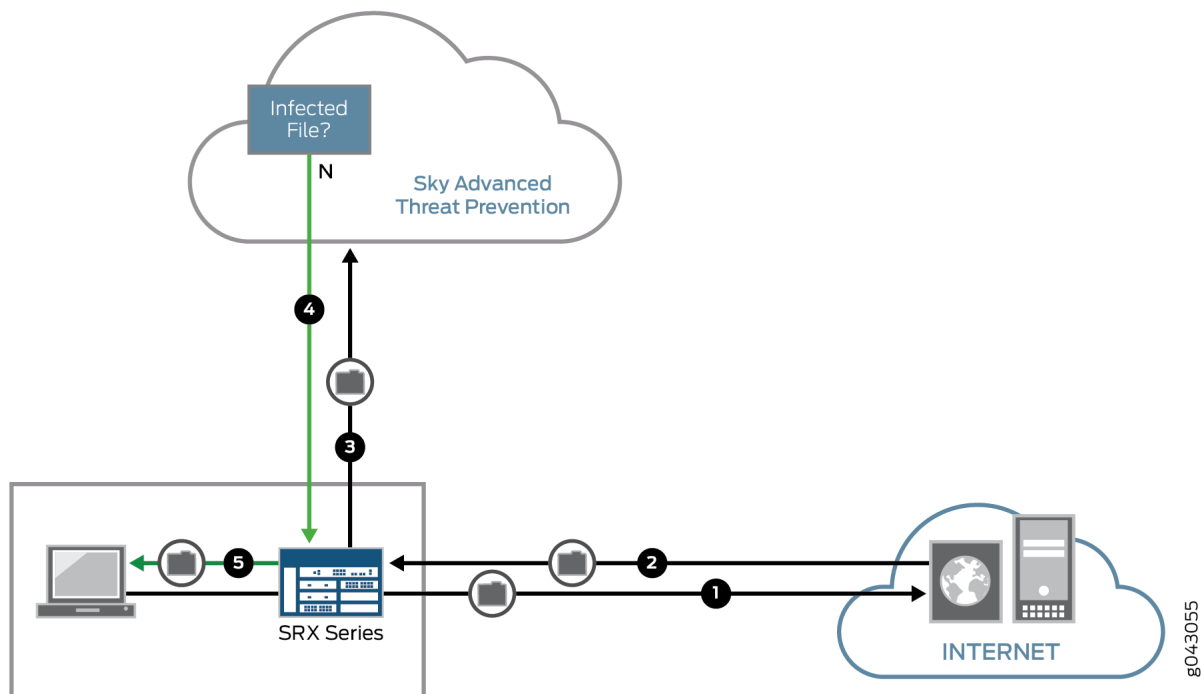 Infected
File?
N
Sky Advanced
Threat Prevention
4
3
5
2
1
SRX Series
INTERNET
g043055